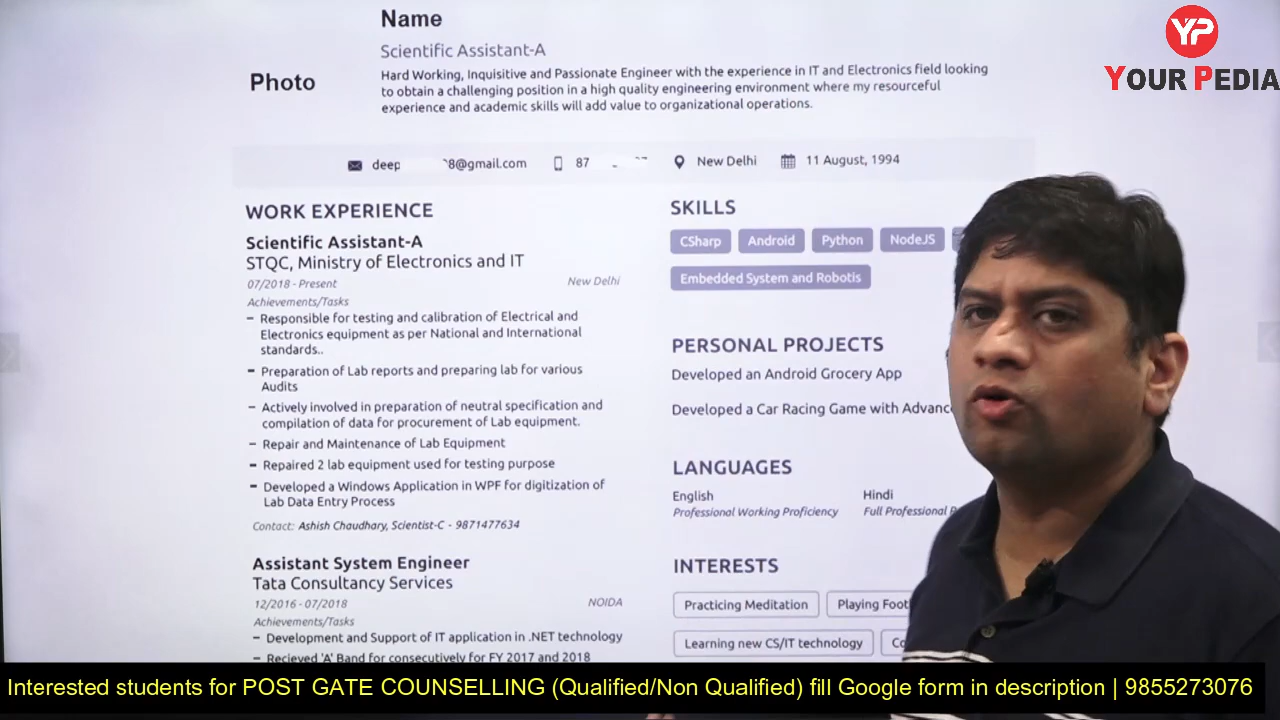 Name
Scientific Assistant-A
Hard Working, Inquisitive and Passionate Engineer with the experience in IT and Electronics field looking
to obtain a challenging position in a high quality engineering environment where my resourceful
experience and academic skills will add value to organizational operations.
Photo
YP
YOUR PEDIA
deep 8@gmail.com
87
New Delhi
11 August, 1994
WORK EXPERIENCE
Scientific Assistant-A
STQC, Ministry of Electronics and IT
07/2018 - Present
New Delhi
Achievements/Tasks
– Responsible for testing and calibration of Electrical and
Electronics equipment as per National and International
standards..
– Preparation of Lab reports and preparing lab for various
Audits
– Actively involved in preparation of neutral specification and
compilation of data for procurement of Lab equipment.
– Repair and Maintenance of Lab Equipment
– Repaired 2 lab equipment used for testing purpose
– Developed a Windows Application in WPF for digitization of
Lab Data Entry Process
Contact: Ashish Chaudhary, Scientist-C - 9871477634
Assistant System Engineer
Tata Consultancy Services
12/2016 - 07/2018
NOIDA
Achievements/Tasks
– Development and Support of IT application in .NET technology
– Recieved 'A' Band for consecutively for FY 2017 and 2018
SKILLS
CSharp
Android
Python
NodeJS
Embedded System and Robotis
PERSONAL PROJECTS
Developed an Android Grocery App
Developed a Car Racing Game with Advanc
LANGUAGES
English
Professional Working Proficiency
Hindi
Full Professional
INTERESTS
Practicing Meditation
Playing Foot
Learning new CS/IT technology
Interested students for POST GATE COUNSELLING (Qualified/Non Qualified) fill Google form in description | 9855273076